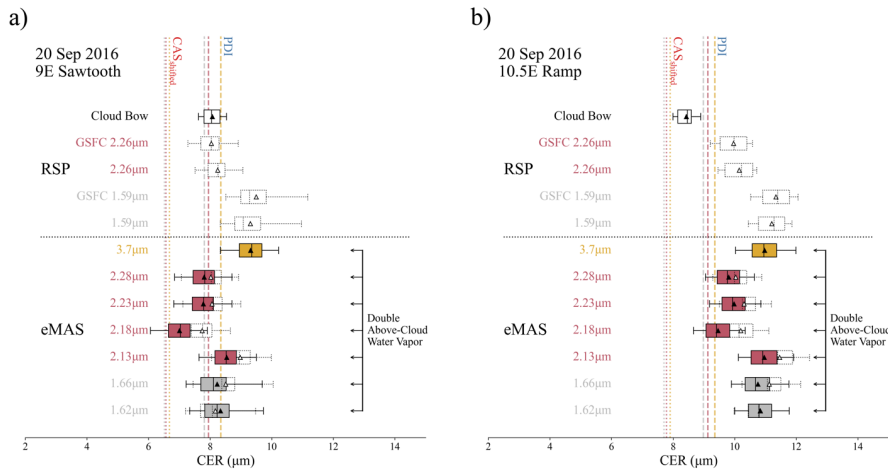 a)
20 Sep 2016
9E Sawtooth
CAS
shifted
PDI
Cloud Bow
GSFC 2.26μm
RSP
2.26μm
GSFC 1.59μm
1.59μm
3.7μm
2.28μm
2.23μm
eMAS
2.18μm
2.13μm
1.66μm
1.62μm
Double
Above-Cloud
Water Vapor
2 4 6 8 10 12 14
CER (μm)
b)
20 Sep 2016
10.5E Ramp
CAS
shifted
PDI
Cloud Bow
GSFC 2.26μm
RSP
2.26μm
GSFC 1.59μm
1.59μm
3.7μm
2.28μm
2.23μm
eMAS
2.18μm
2.13μm
1.66μm
1.62μm
Double
Above-Cloud
Water Vapor
2 4 6 8 10 12 14
CER (μm)